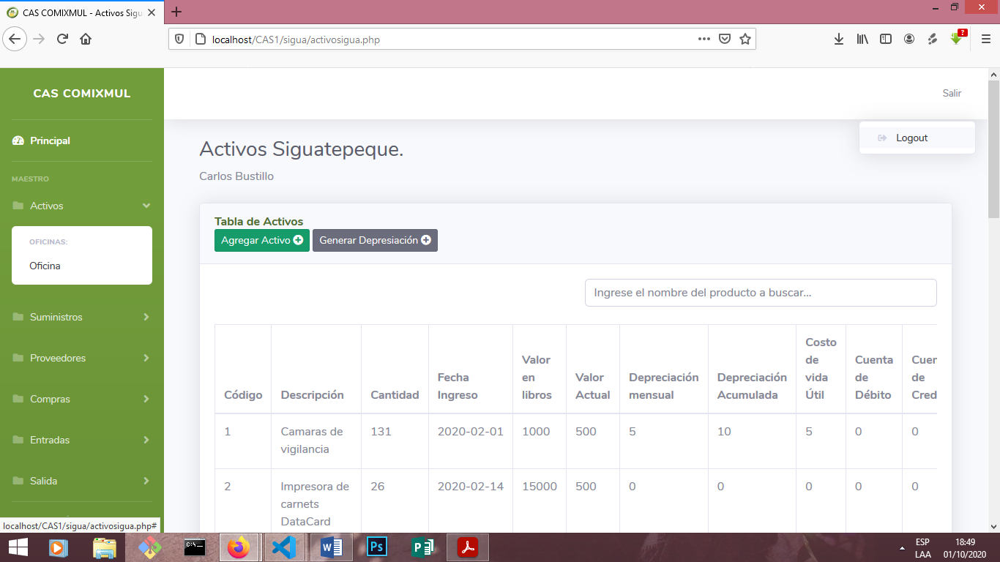 CAS COMIXMUL - Activos Sigu
localhost/CAS1/sigua/activosigua.php
?
CAS COMIXMUL
Principal
MAESTRO
Activos
OFICINAS:
Oficina
Suministros
Proveedores
Compras
Entradas
Salida
localhost/CAS1/sigua/activosigua.php#
Salir
Logout
Activos Siguatepeque.
Carlos Bustillo
Tabla de Activos
Agregar Activo Generar Depresiación
Ingrese el nombre del producto a buscar...
Código Descripción Cantidad Fecha Ingreso Valor en libros Valor Actual Depreciación mensual Depreciación Acumulada Costo de vida Útil Cuenta de Débito Cuen de Cred
1 Camaras de vigilancia 131 2020-02-01 1000 500 5 10 5 0 0
2 Impresora de carnets DataCard 26 2020-02-14 15000 500 0 0 0 0 0
C:\_
W
Ps
P
ESP
LAA
18:49
01/10/2020